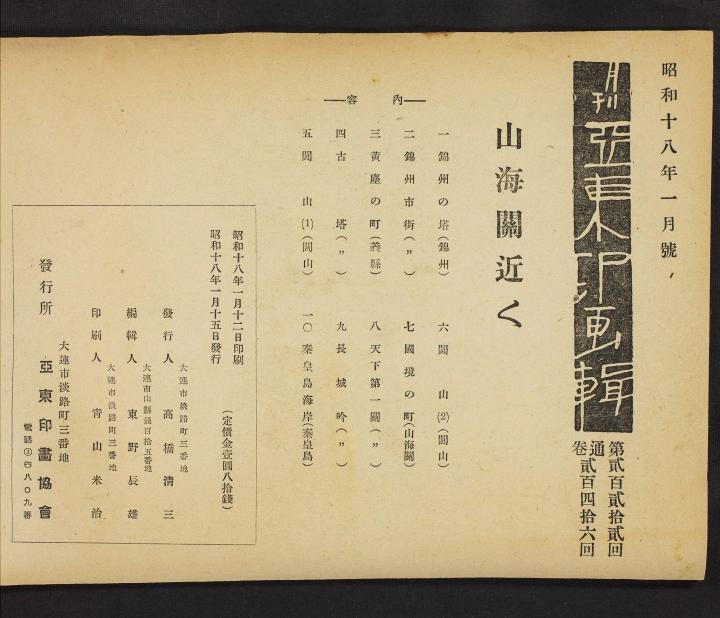 昭和十八年一月號
月刊 亞東印画輯
第貳百貳拾貳回
通卷貳百四拾六回
山海關近く
內容
一 錦州の塔(錦州)
二 錦州市街(〃)
三 黃塵の町(義縣)
四 古塔(〃)
五 閭山(1)(閭山)
六 閭山(2)(閭山)
七 國境の町(山海關)
八 天下第一關(〃)
九 長城吟(〃)
一〇 秦皇島海岸(秦皇島)
昭和十八年一月十二日印刷
昭和十八年一月十五日發行
(定價金壹圓八拾錢)
大連市淡路町三番地
發行人 高橋淸三
大連市山縣通百拾五番地
編輯人 東野辰雄
大連市淡路町三番地
印刷人 靑山米治
大連市淡路町三番地
發行所 亞東印畫協會
電話②四八〇九番